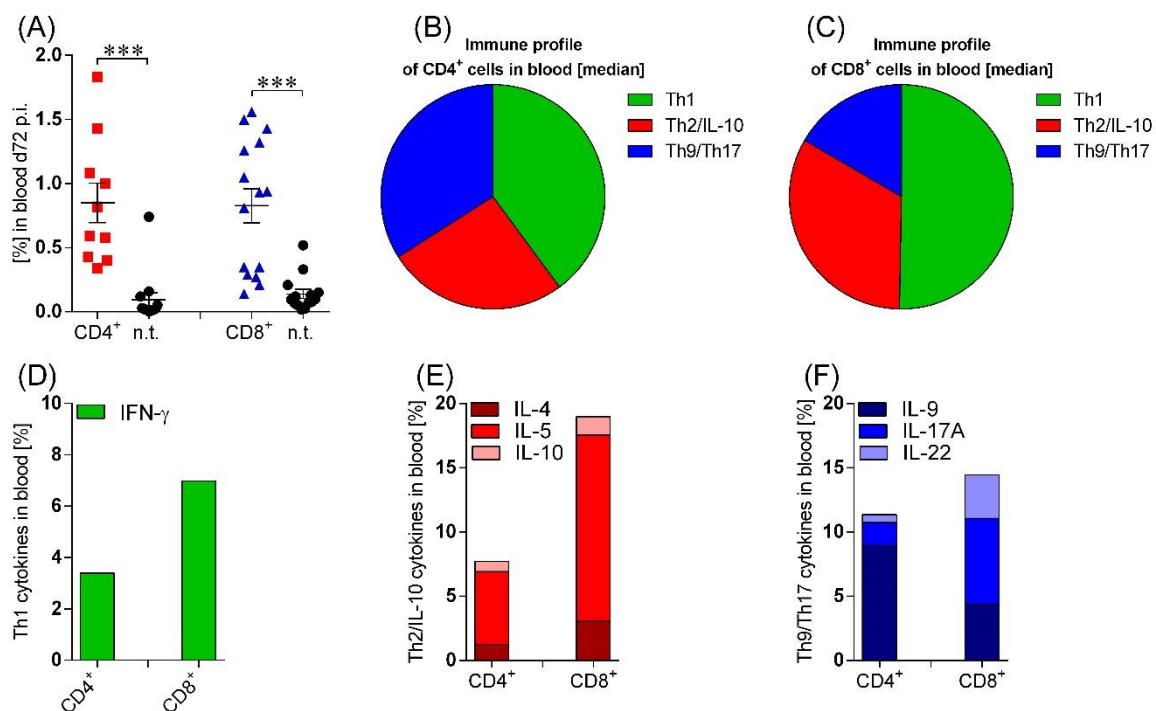 (A)
***
***
[%] in blood d72 p.i.
2.0
1.5
1.0
0.5
0.0
CD4⁺ n.t. CD8⁺ n.t.
(B)
Immune profile
of CD4⁺ cells in blood [median]
Th1
Th2/IL-10
Th9/Th17
(C)
Immune profile
of CD8⁺ cells in blood [median]
Th1
Th2/IL-10
Th9/Th17
(D)
IFN-γ
Th1 cytokines in blood [%]
10
8
6
4
2
0
CD4⁺ CD8⁺
(E)
IL-4
IL-5
IL-10
Th2/IL-10 cytokines in blood [%]
20
15
10
5
0
CD4⁺ CD8⁺
(F)
IL-9
IL-17A
IL-22
Th9/Th17 cytokines in blood [%]
20
15
10
5
0
CD4⁺ CD8⁺